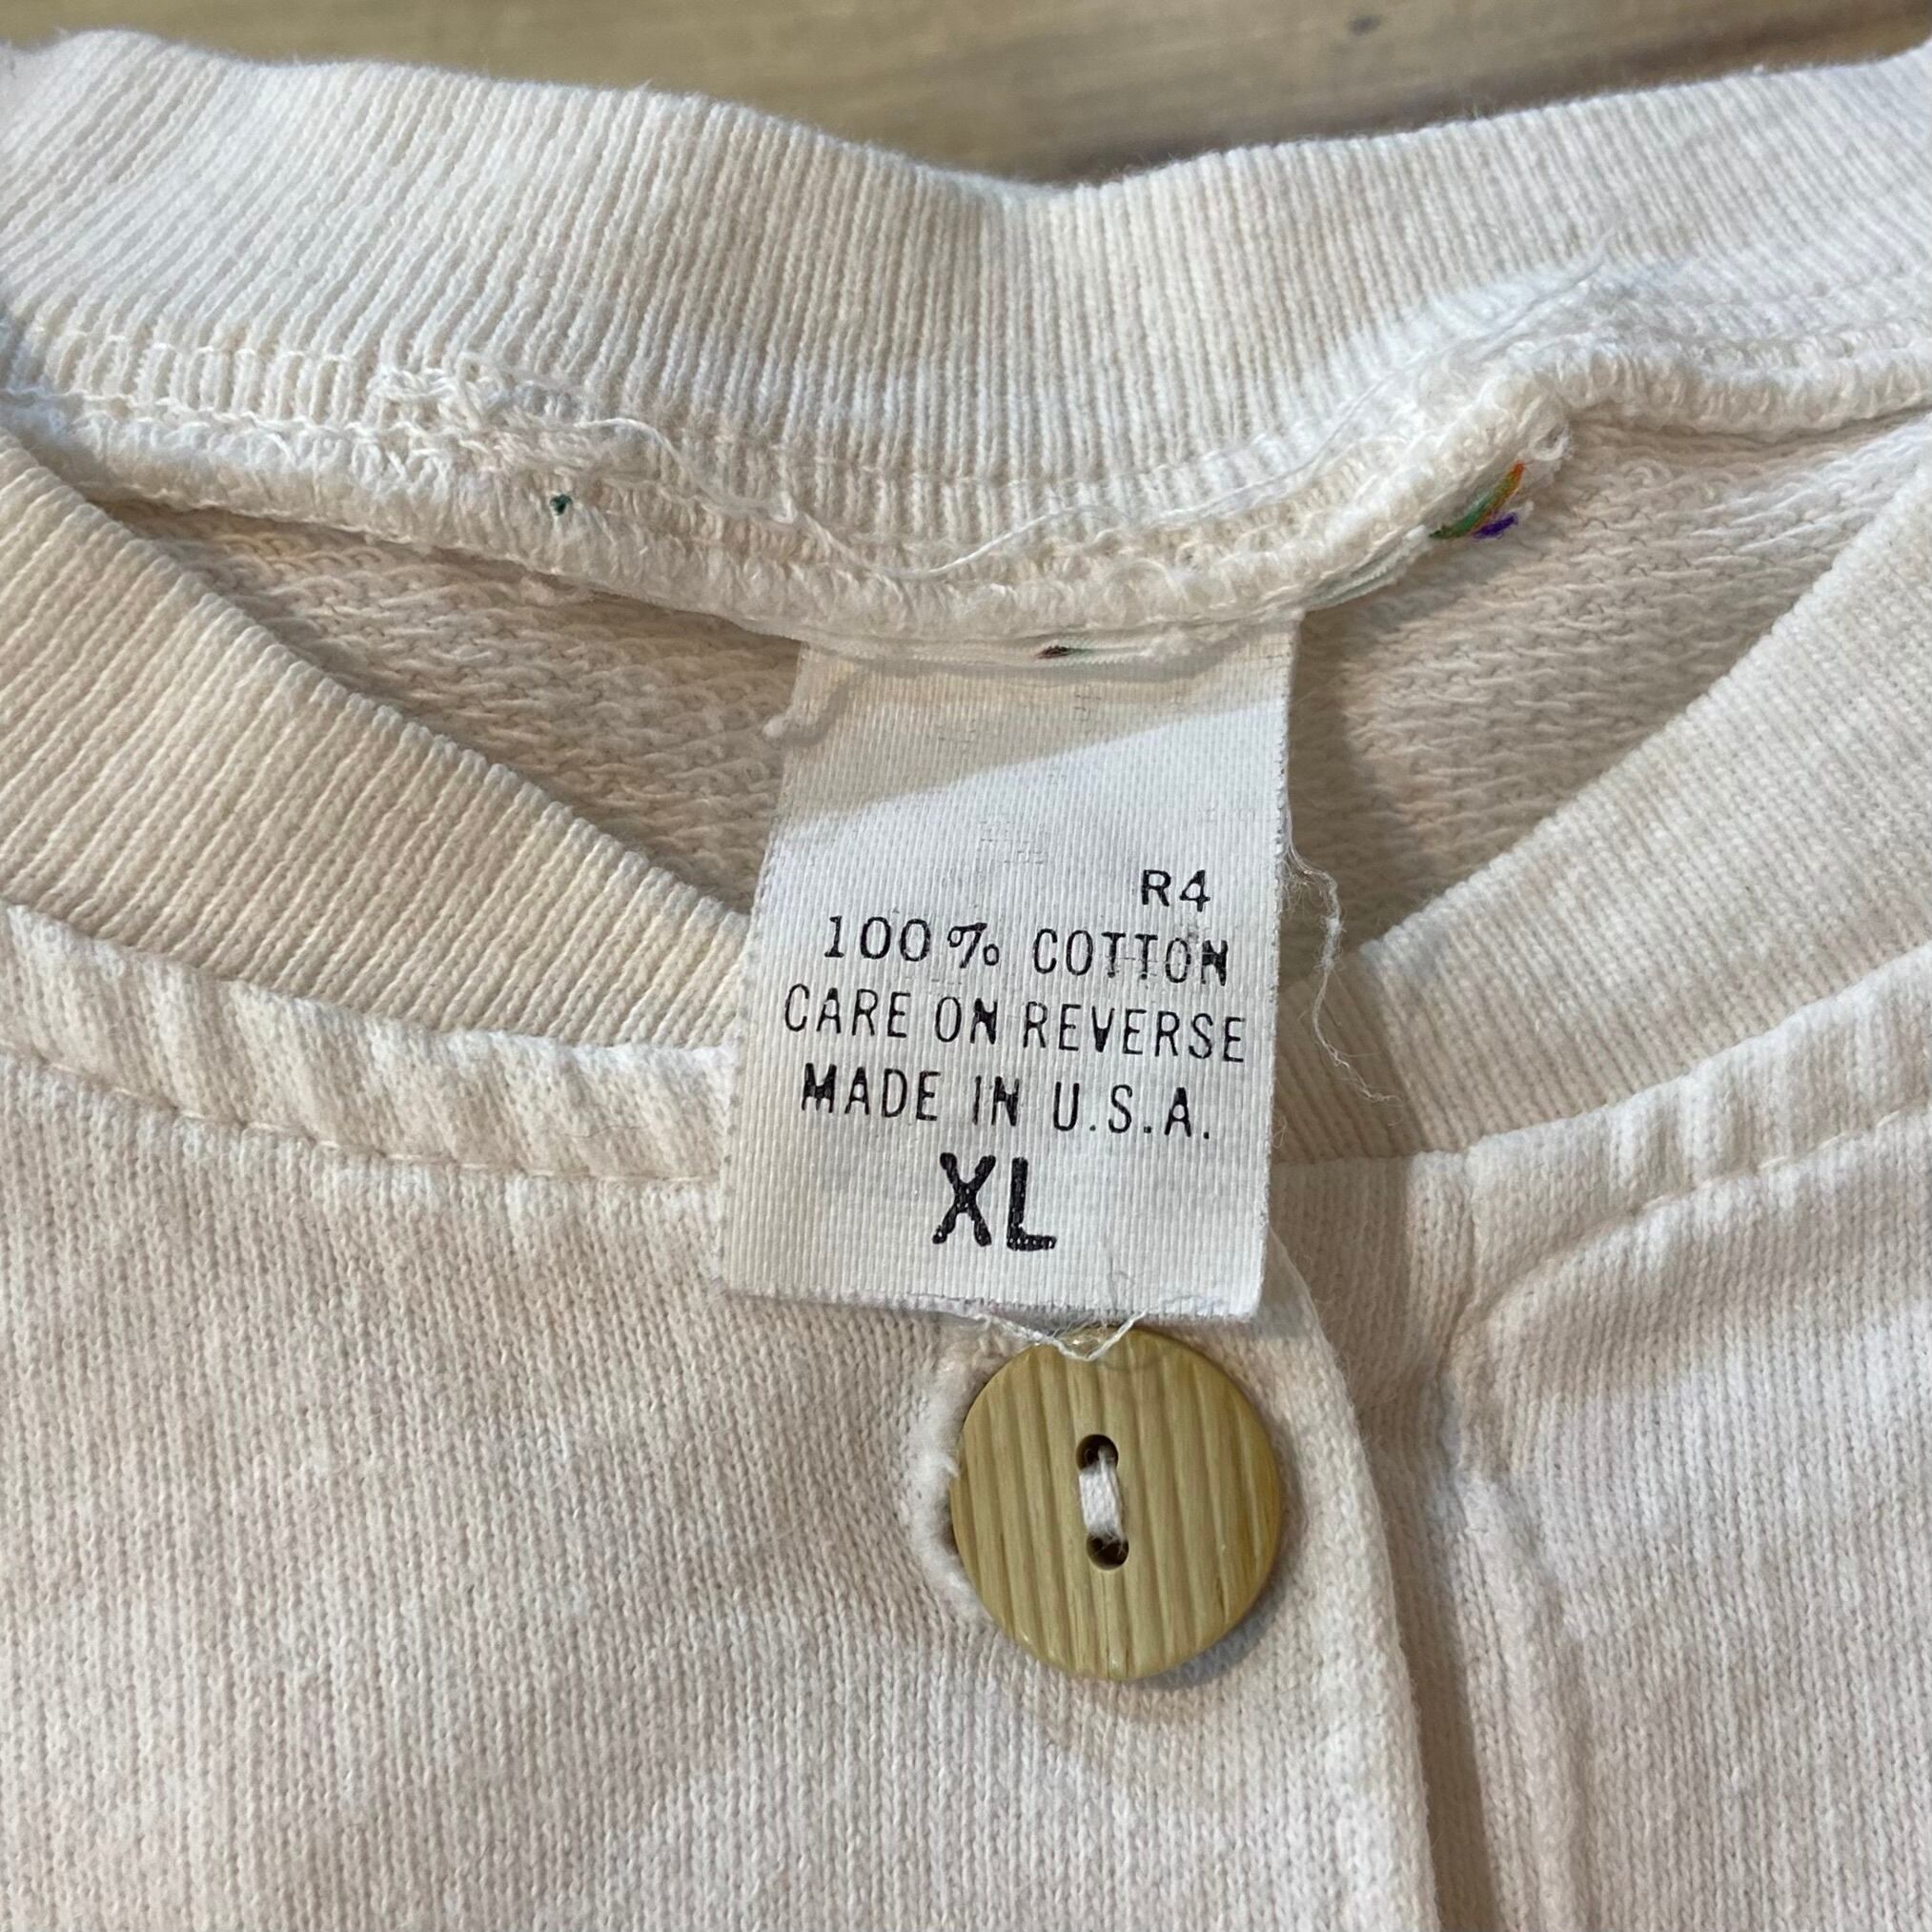 R4
100% COTTON
CARE ON REVERSE
MADE IN U.S.A.
XL